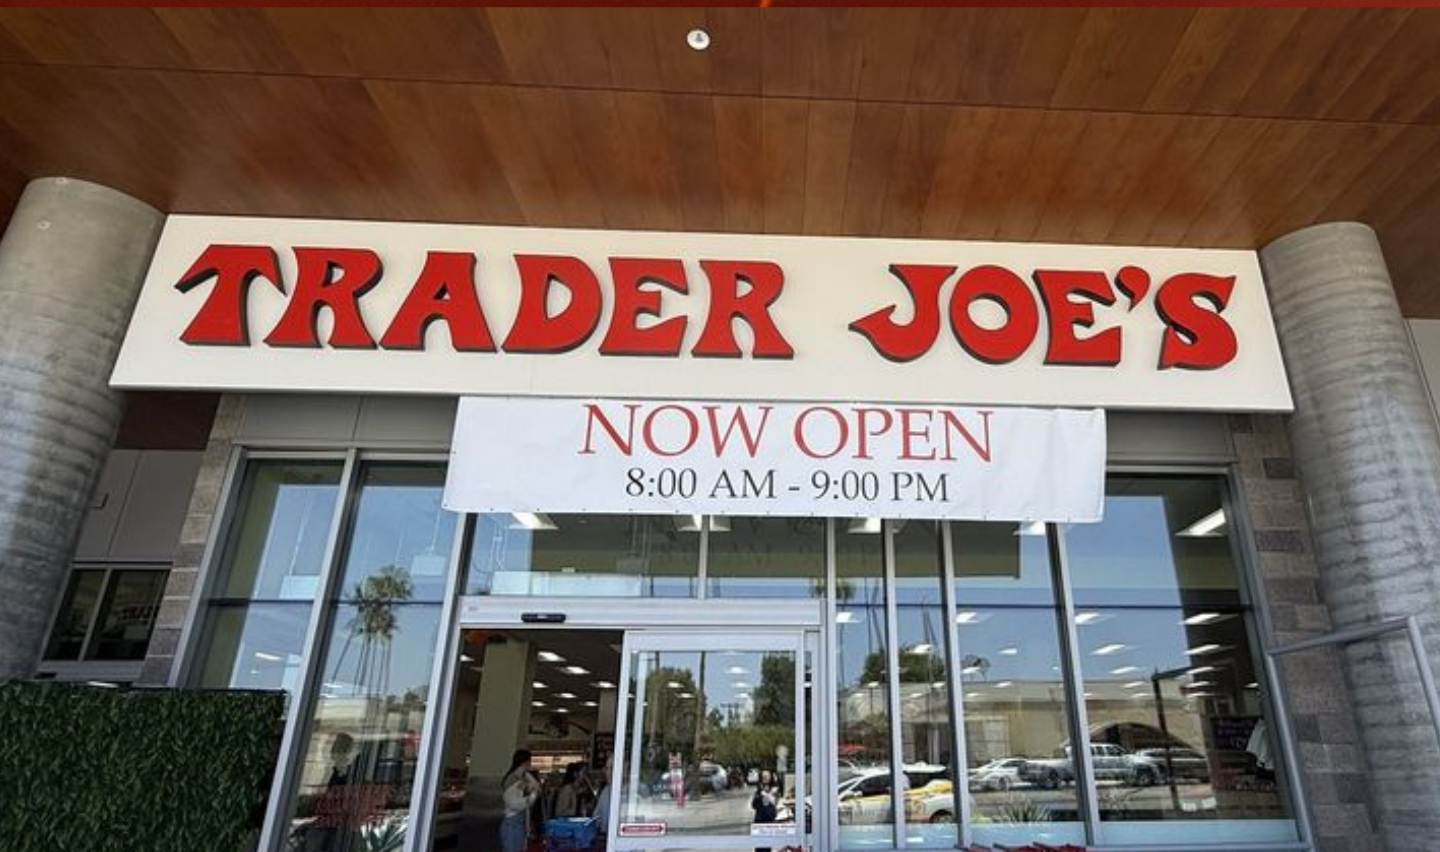 TRADER JOE'S
NOW OPEN
8:00 AM - 9:00 PM